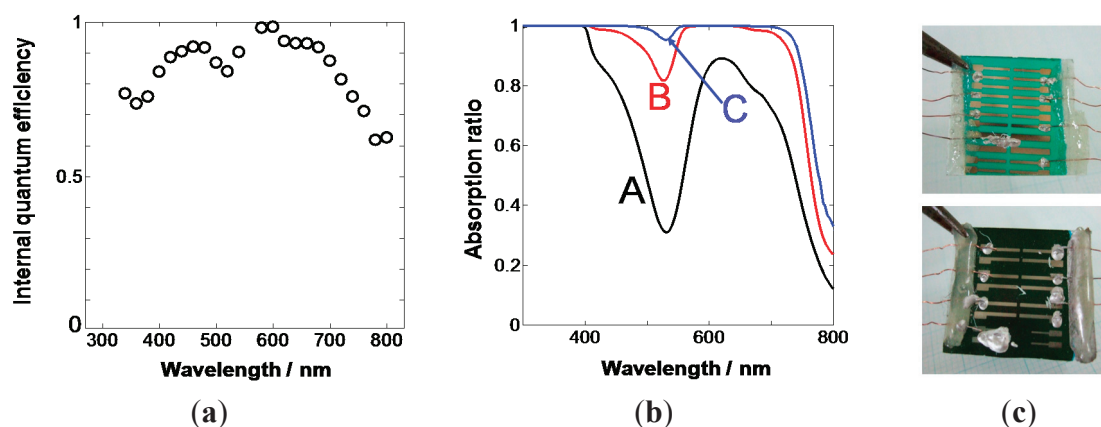 1
0.5
0
Internal quantum efficiency
300 400 500 600 700 800
Wavelength / nm
(a)
1
0.8
0.6
0.4
0.2
0
Absorption ratio
A
B
C
400 600 800
Wavelength / nm
(b)
(c)